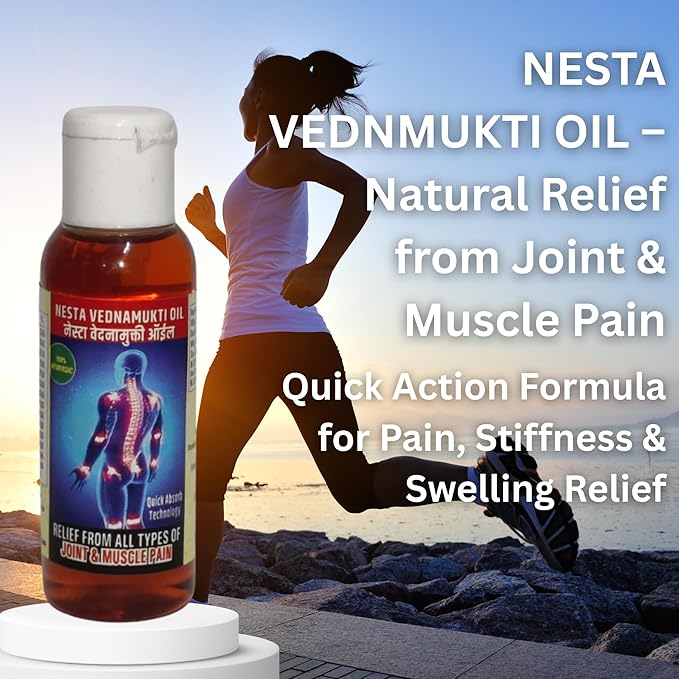 NESTA
VEDNMUKTI OIL –
Natural Relief
from Joint &
Muscle Pain
Quick Action Formula
for Pain, Stiffness &
Swelling Relief
NESTA VEDNAMUKTI OIL
नेस्टा वेदनामुक्ती ऑईल
100%
AYURVEDIC
Quick Absorb
Technology
RELIEF FROM ALL TYPES OF
JOINT & MUSCLE PAIN